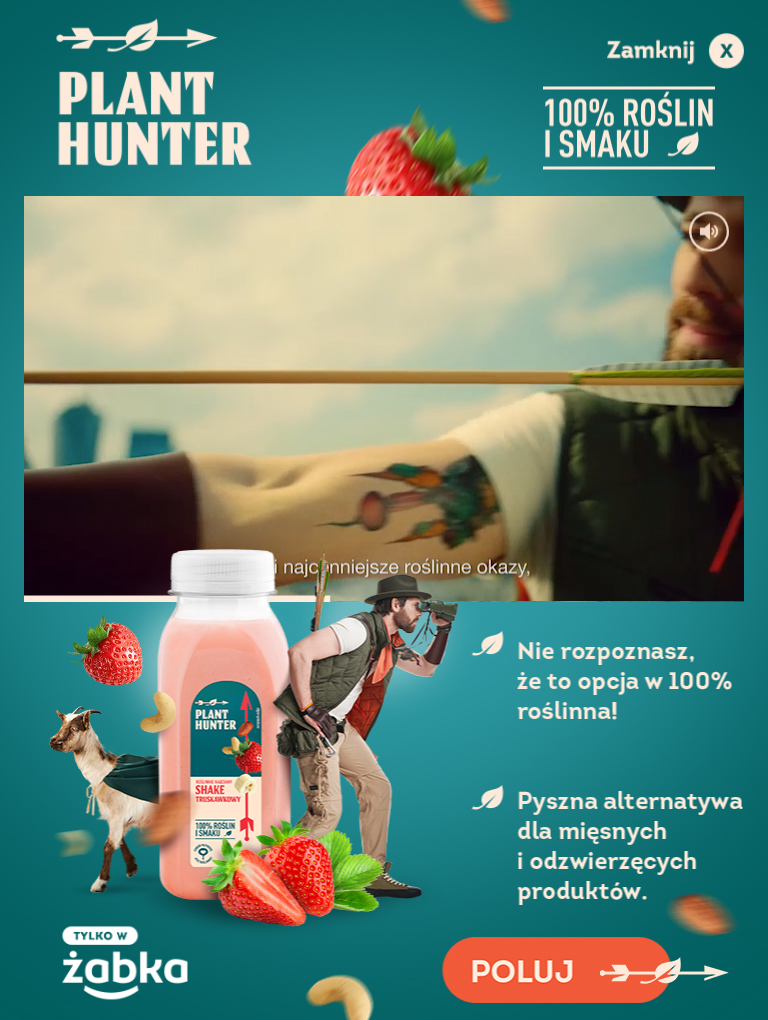 PLANT
HUNTER
Zamknij X
100% ROŚLIN
I SMAKU
i najcenniejsze roślinne okazy,
Nie rozpoznasz,
że to opcja w 100%
roślinna!
PLANT
HUNTER
SHAKE
TRUSKAWKOWY
100% ROŚLIN
I SMAKU
Pyszna alternatywa
dla mięsnych
i odzwierzęcych
produktów.
TYLKO W
żabka
POLUJ